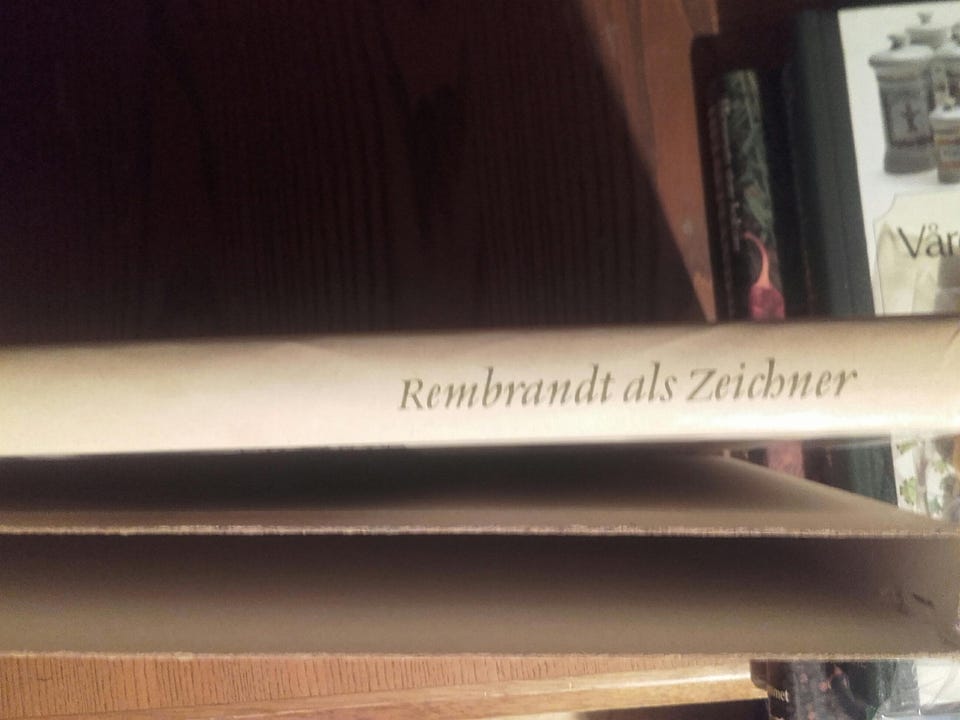 Rembrandt als Zeichner
Vår